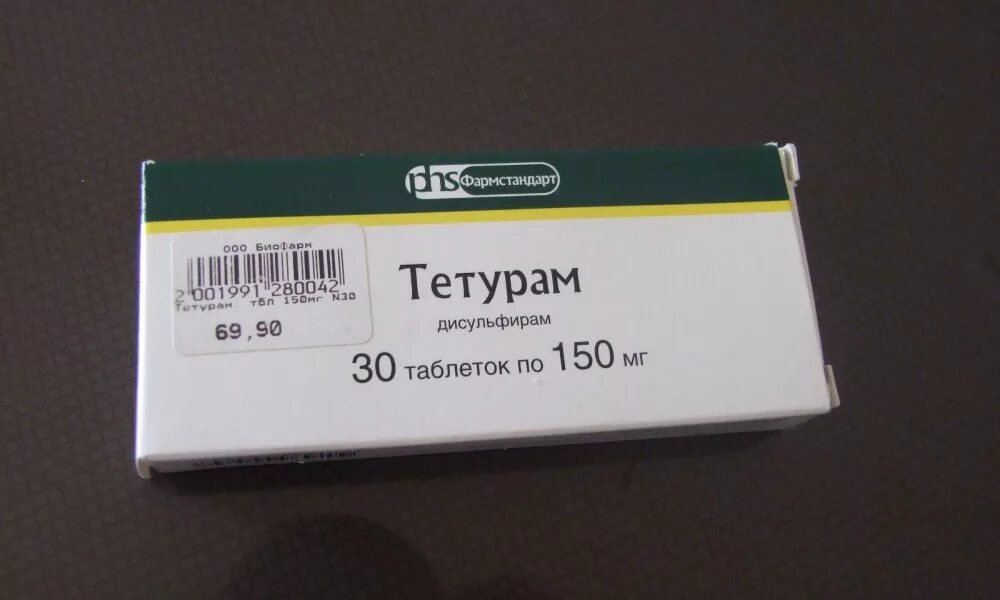 phs Фармстандарт
ООО БиоФарм
2 001991 280042
Тетурам. тбл 150мг N30
69,90
Тетурам
дисульфирам
30 таблеток по 150 мг